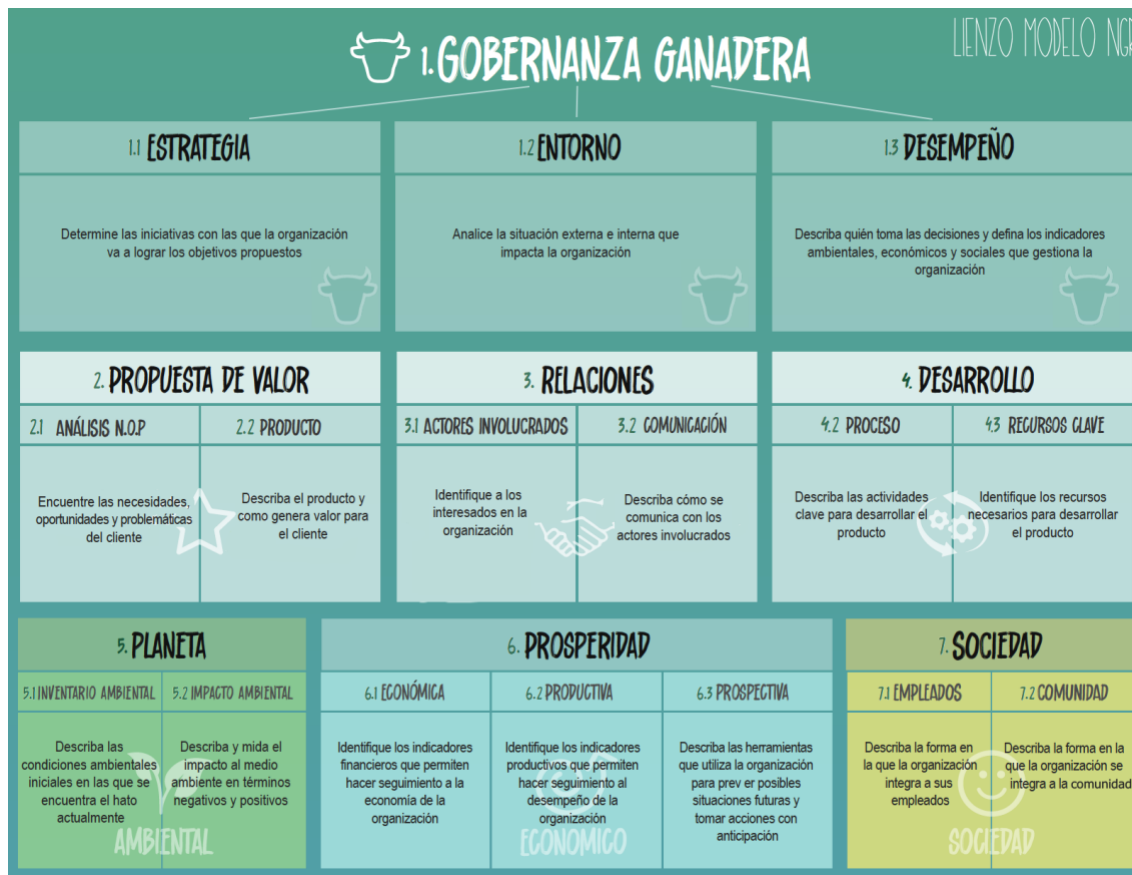 LIENZO MODELO
1. GOBERNANZA GANADERA
1.1 ESTRATEGIA
Determine las iniciativas con las que la organización
va a lograr los objetivos propuestos
1.2 ENTORNO
Analice la situación externa e interna que
impacta la organización
1.3 DESEMPEÑO
Describa quién toma las decisiones y defina los indicadores
ambientales, económicos y sociales que gestiona la
organización
2. PROPUESTA DE VALOR
2.1 ANÁLISIS N.O.P
Encuentre las necesidades,
oportunidades y problemáticas
del cliente
2.2 PRODUCTO
Describa el producto y
como genera valor para
el cliente
3. RELACIONES
3.1 ACTORES INVOLUCRADOS
Identifique a los
interesados en la
organización
3.2 COMUNICACIÓN
Describa cómo se
comunica con los
actores involucrados
4. DESARROLLO
4.2 PROCESO
Describa las actividades
clave para desarrollar el
producto
4.3 RECURSOS CLAVE
Identifique los recursos
necesarios para desarrollar
el producto
5. PLANETA
5.1 INVENTARIO AMBIENTAL
Describa las
condiciones ambientales
iniciales en las que se
encuentra el hato
actualmente
5.2 IMPACTO AMBIENTAL
Describa y mida el
impacto al medio
ambiente en términos
negativos y positivos
AMBIENTAL
6. PROSPERIDAD
6.1 ECONÓMICA
Identifique los indicadores
financieros que permiten
hacer seguimiento a la
economía de la
organización
6.2 PRODUCTIVA
Identifique los indicadores
productivos que permiten
hacer seguimiento al
desempeño de la
organización
6.3 PROSPECTIVA
Describa las herramientas
que utiliza la organización
para prev er posibles
situaciones futuras y
tomar acciones con
anticipación
ECONOMICO
7. SOCIEDAD
7.1 EMPLEADOS
Describa la forma en
la que la organización
integra a sus
empleados
7.2 COMUNIDAD
Describa la forma en la
que la organización se
integra a la comunidad
SOCIEDAD